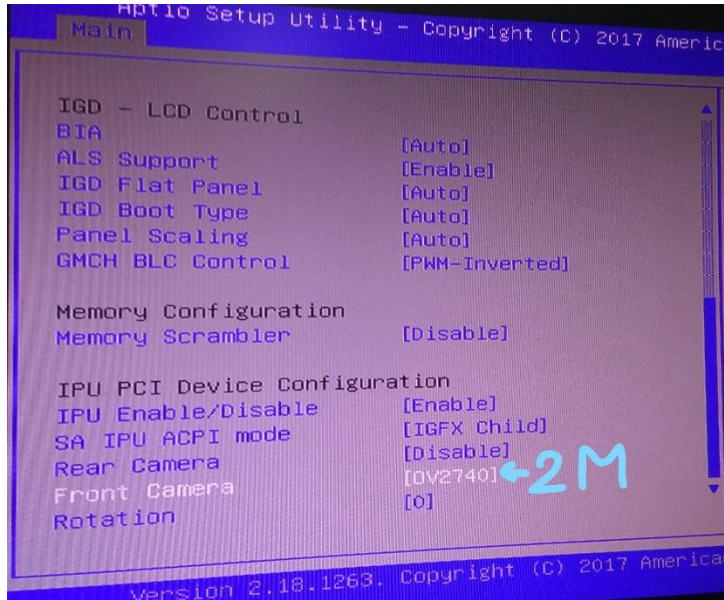 Aptio Setup Utility – Copyright (C) 2017 Americ
Main
IGD – LCD Control
BIA [Auto]
ALS Support [Enable]
IGD Flat Panel [Auto]
IGD Boot Type [Auto]
Panel Scaling [Auto]
GMCH BLC Control [PWM-Inverted]
Memory Configuration
Memory Scrambler [Disable]
IPU PCI Device Configuration
IPU Enable/Disable [Enable]
SA IPU ACPI mode [IGFX Child]
Rear Camera [Disable]
Front Camera [OV2740] ←2M
Rotation [0]
Version 2.18.1263. Copyright (C) 2017 America